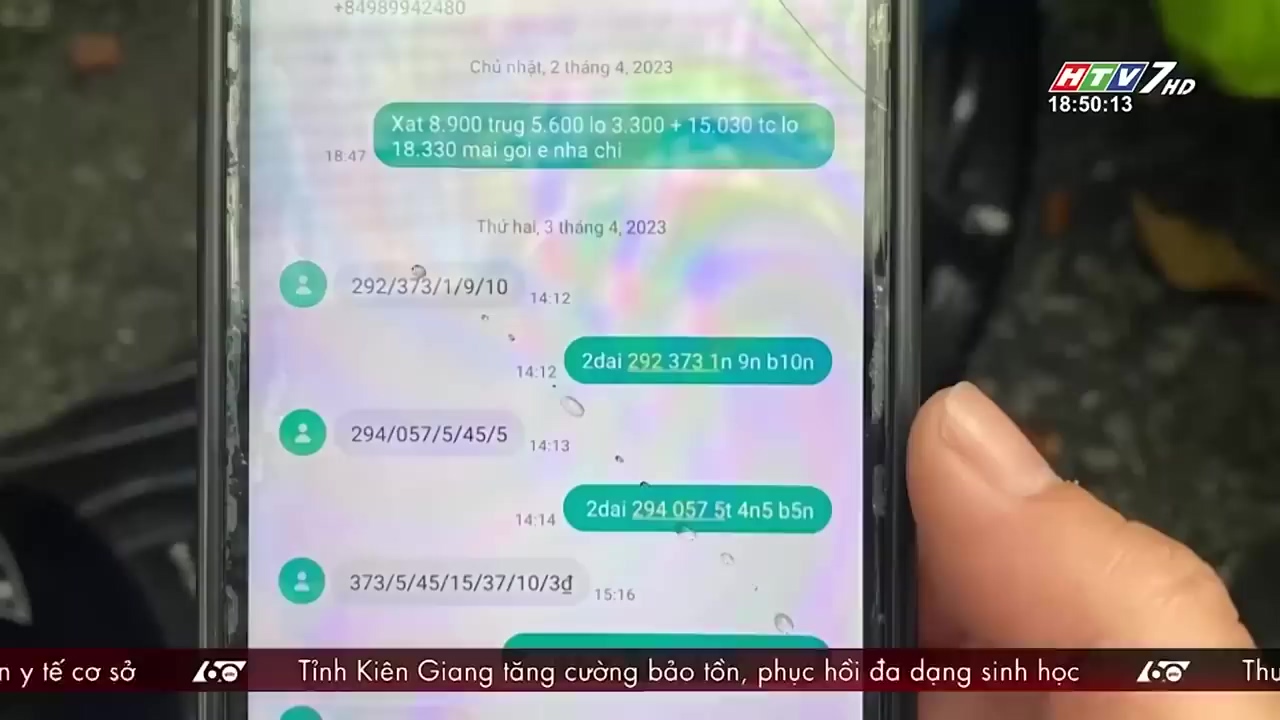 +84989942480
HTV7 HD
18:50:13
Chủ nhật, 2 tháng 4, 2023
Xat 8.900 trug 5.600 lo 3.300 + 15.030 tc lo
18.330 mai goi e nha chi
18:47
Thứ hai, 3 tháng 4, 2023
292/373/1/9/10
14:12
2dai 292 373 1n 9n b10n
14:12
294/057/5/45/5
14:13
2dai 294 057 5t 4n5 b5n
14:14
373/5/45/15/37/10/3₫
15:16
n y tế cơ sở
60
Tỉnh Kiên Giang tăng cường bảo tồn, phục hồi đa dạng sinh học
60
Thu